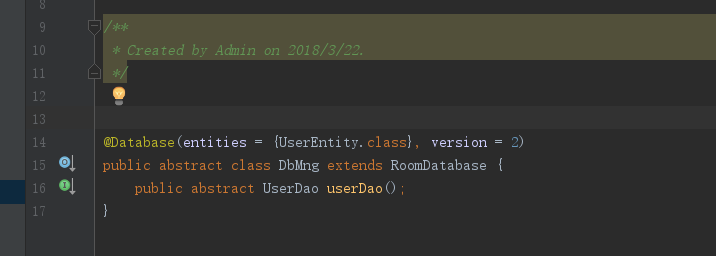 8
9 /**
10 * Created by Admin on 2018/3/22.
11 */
12
13
14 @Database(entities = {UserEntity.class}, version = 2)
15 public abstract class DbMng extends RoomDatabase {
16 public abstract UserDao userDao();
17 }